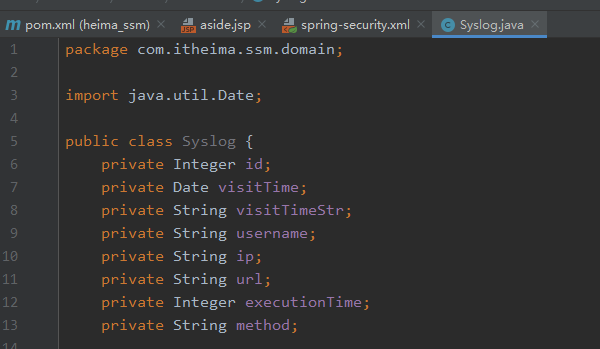 pom.xml (heima_ssm) aside.jsp spring-security.xml Syslog.java
1 package com.itheima.ssm.domain;
2
3 import java.util.Date;
4
5 public class Syslog {
6 private Integer id;
7 private Date visitTime;
8 private String visitTimeStr;
9 private String username;
10 private String ip;
11 private String url;
12 private Integer executionTime;
13 private String method;
14